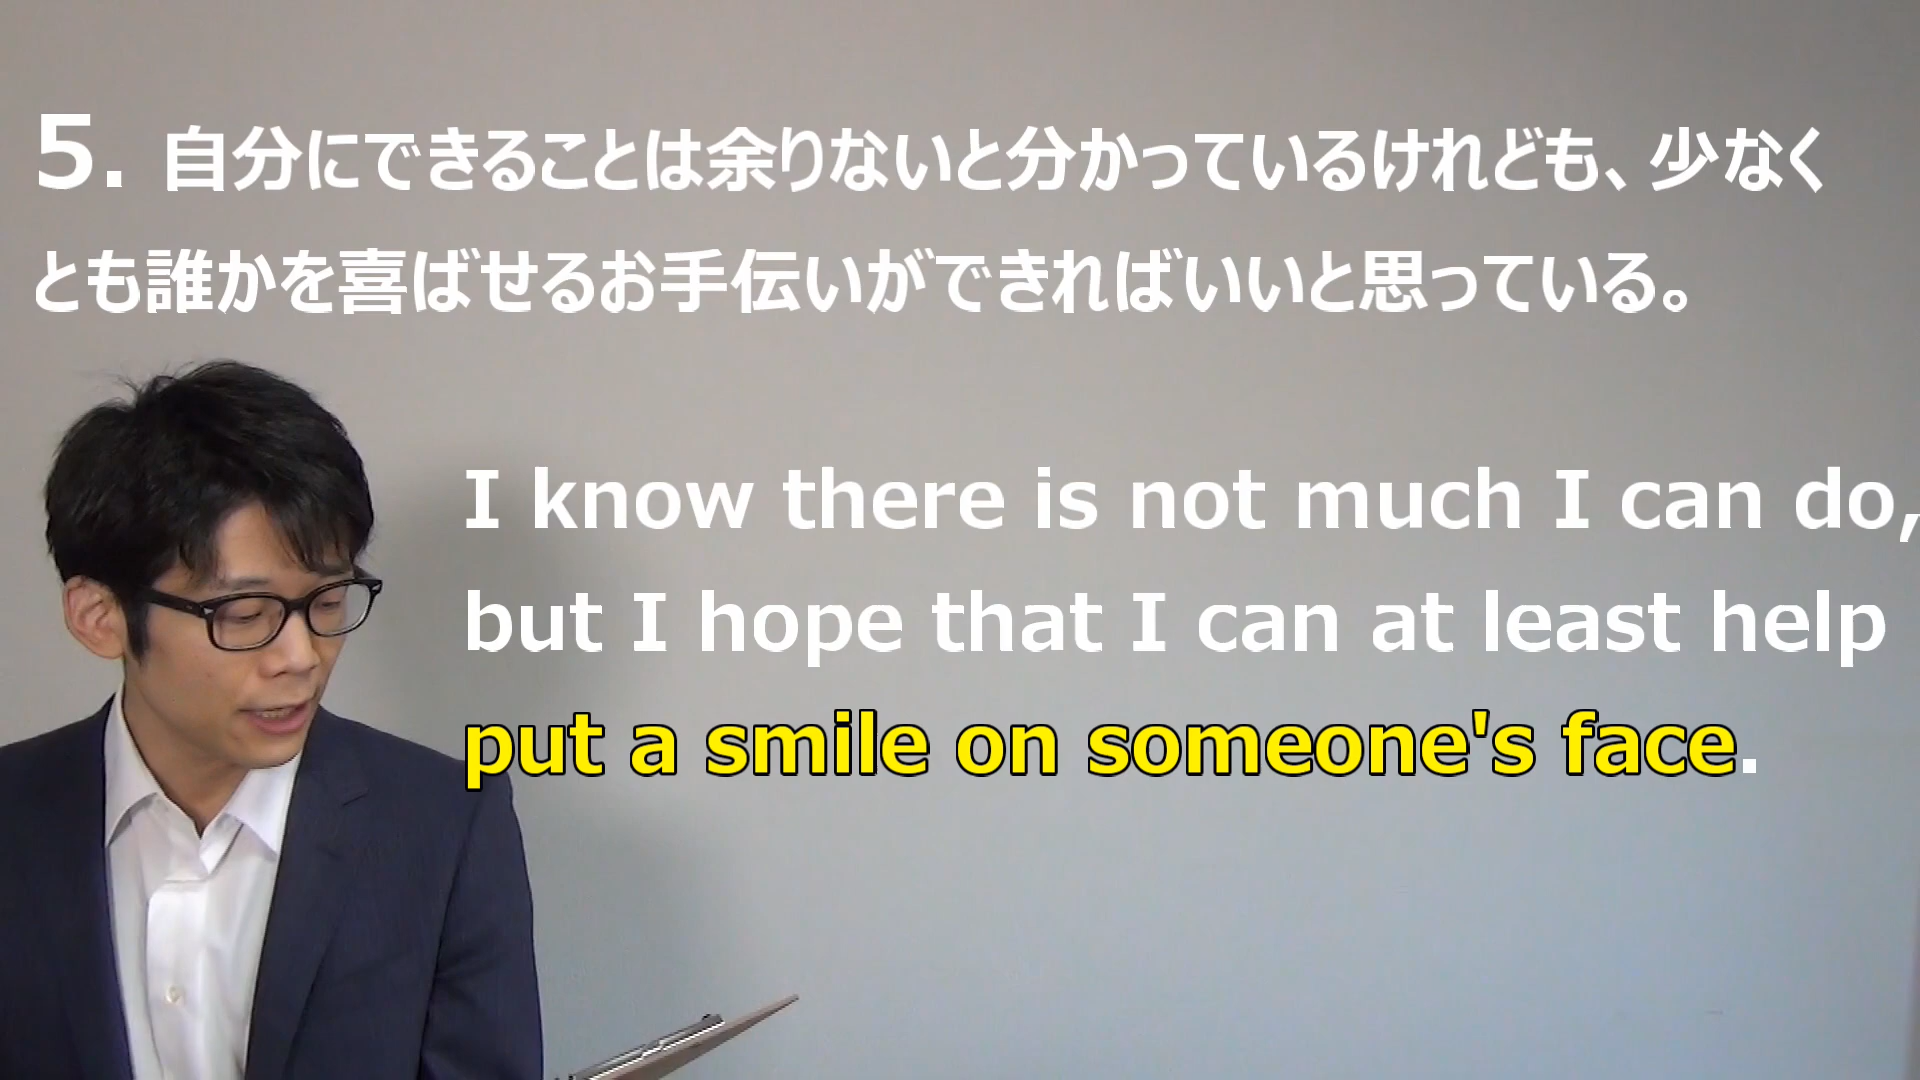 5. 自分にできることは余りないと分かっているけれども、少なく
とも誰かを喜ばせるお手伝いができればいいと思っている。
I know there is not much I can do,
but I hope that I can at least help
put a smile on someone's face.